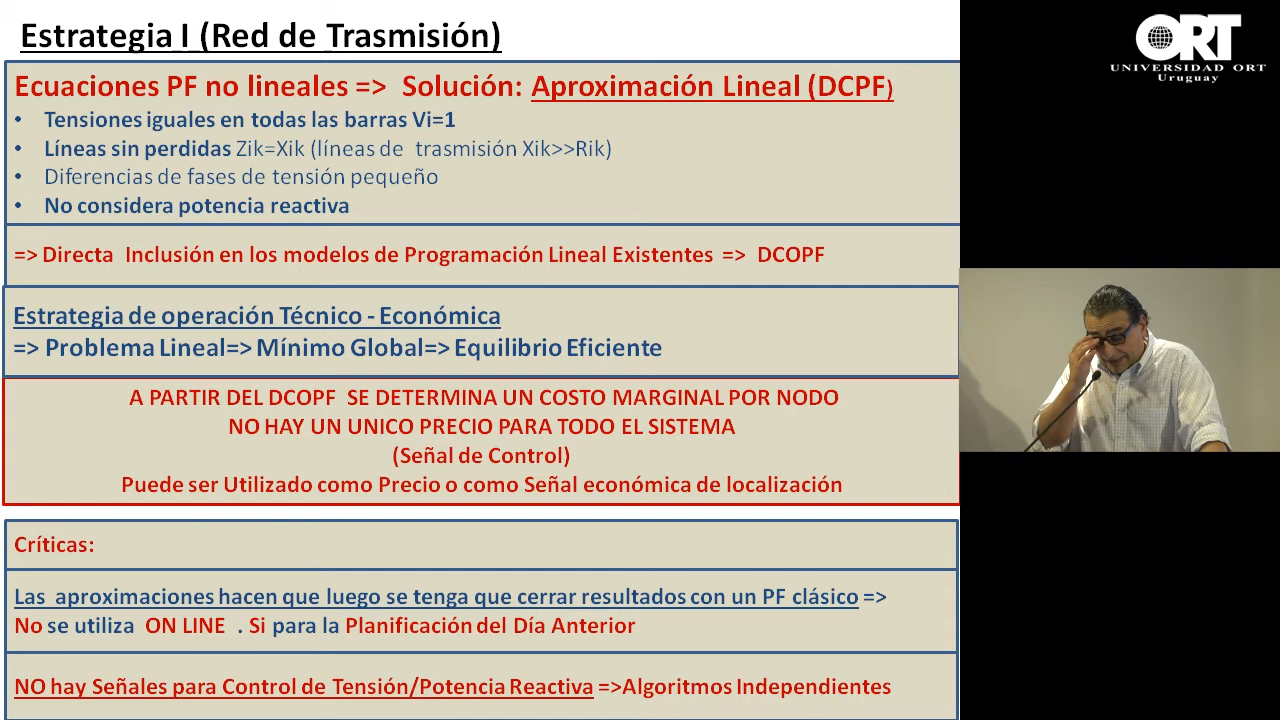 Estrategia I (Red de Trasmisión)
Ecuaciones PF no lineales => Solución: Aproximación Lineal (DCPF)
• Tensiones iguales en todas las barras Vi=1
• Líneas sin perdidas Zik=Xik (líneas de trasmisión Xik>>Rik)
• Diferencias de fases de tensión pequeño
• No considera potencia reactiva
=> Directa Inclusión en los modelos de Programación Lineal Existentes => DCOPF
Estrategia de operación Técnico - Económica
=> Problema Lineal=> Mínimo Global=> Equilibrio Eficiente
A PARTIR DEL DCOPF SE DETERMINA UN COSTO MARGINAL POR NODO
NO HAY UN UNICO PRECIO PARA TODO EL SISTEMA
(Señal de Control)
Puede ser Utilizado como Precio o como Señal económica de localización
Críticas:
Las aproximaciones hacen que luego se tenga que cerrar resultados con un PF clásico =>
No se utiliza ON LINE . Si para la Planificación del Día Anterior
NO hay Señales para Control de Tensión/Potencia Reactiva =>Algoritmos Independientes
ORT
UNIVERSIDAD ORT
Uruguay